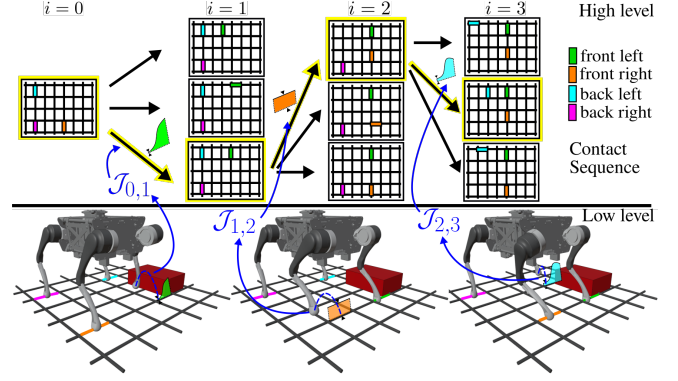 i = 0
i = 1
i = 2
i = 3
High level
front left
front right
back left
back right
Contact
Sequence
𝒥0,1
𝒥1,2
𝒥2,3
Low level